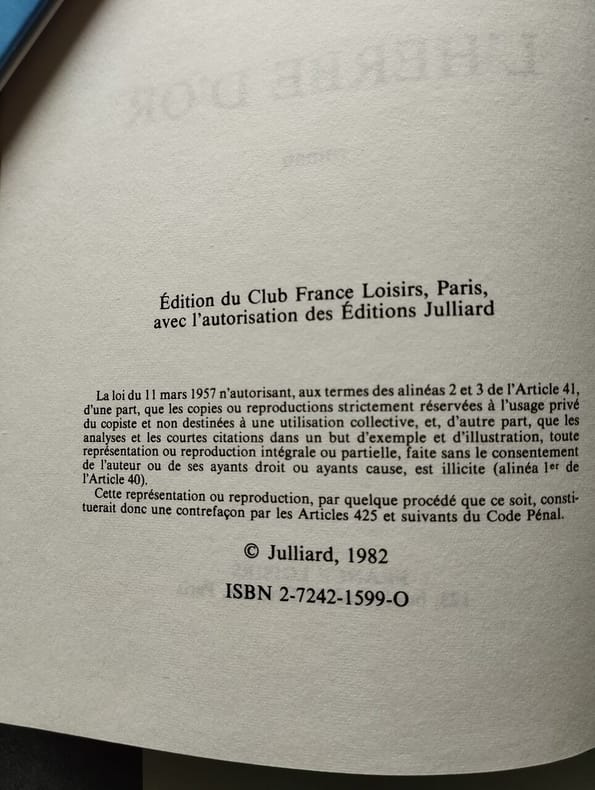 L'HERBE D'OR
Édition du Club France Loisirs, Paris,
avec l'autorisation des Éditions Julliard
La loi du 11 mars 1957 n'autorisant, aux termes des alinéas 2 et 3 de l'Article 41,
d'une part, que les copies ou reproductions strictement réservées à l'usage privé
du copiste et non destinées à une utilisation collective, et, d'autre part, que les
analyses et les courtes citations dans un but d'exemple et d'illustration, toute
représentation ou reproduction intégrale ou partielle, faite sans le consentement
de l'auteur ou de ses ayants droit ou ayants cause, est illicite (alinéa 1er de
l'Article 40).
Cette représentation ou reproduction, par quelque procédé que ce soit, consti-
tuerait donc une contrefaçon par les Articles 425 et suivants du Code Pénal.
© Julliard, 1982
ISBN 2-7242-1599-O